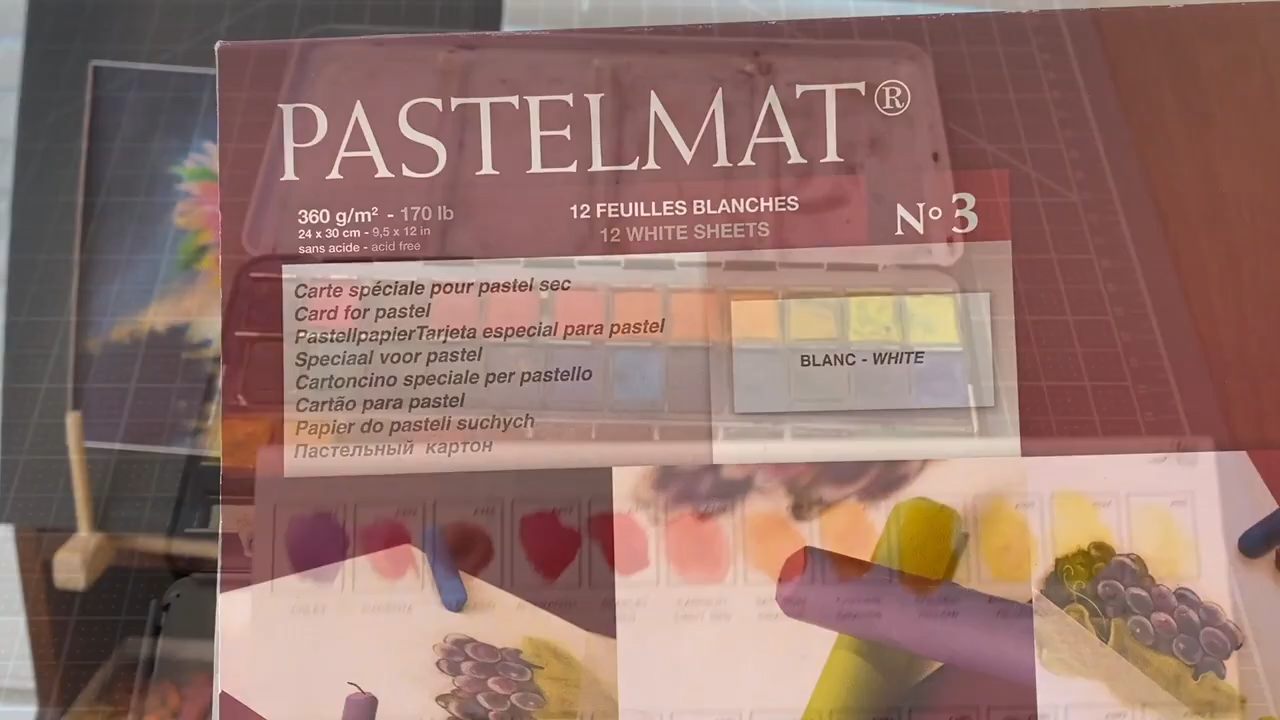 PASTELMAT®
360 g/m² - 170 lb
24 x 30 cm - 9,5 x 12 in
sans acide - acid free
12 FEUILLES BLANCHES
12 WHITE SHEETS
N° 3
Carte spéciale pour pastel sec
Card for pastel
PastellpapierTarjeta especial para pastel
Speciaal voor pastel
Cartoncino speciale per pastello
Cartão para pastel
Papier do pasteli suchych
Пастельный картон
BLANC - WHITE